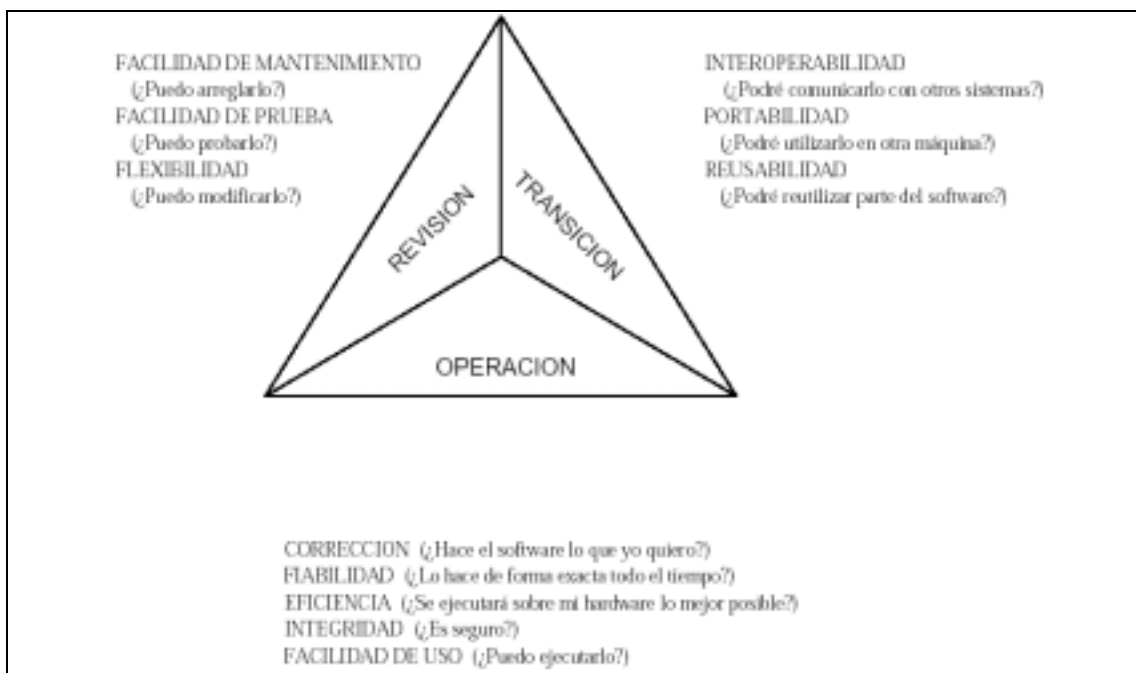 FACILIDAD DE MANTENIMIENTO
(¿Puedo arreglarlo?)
FACILIDAD DE PRUEBA
(¿Puedo probarlo?)
FLEXIBILIDAD
(¿Puedo modificarlo?)
INTEROPERABILIDAD
(¿Podré comunicarlo con otros sistemas?)
PORTABILIDAD
(¿Podré utilizarlo en otra máquina?)
REUSABILIDAD
(¿Podré reutilizar parte del software?)
REVISION
TRANSICION
OPERACION
CORRECCION (¿Hace el software lo que yo quiero?)
FIABILIDAD (¿Lo hace de forma exacta todo el tiempo?)
EFICIENCIA (¿Se ejecutará sobre mi hardware lo mejor posible?)
INTEGRIDAD (¿Es seguro?)
FACILIDAD DE USO (¿Puedo ejecutarlo?)